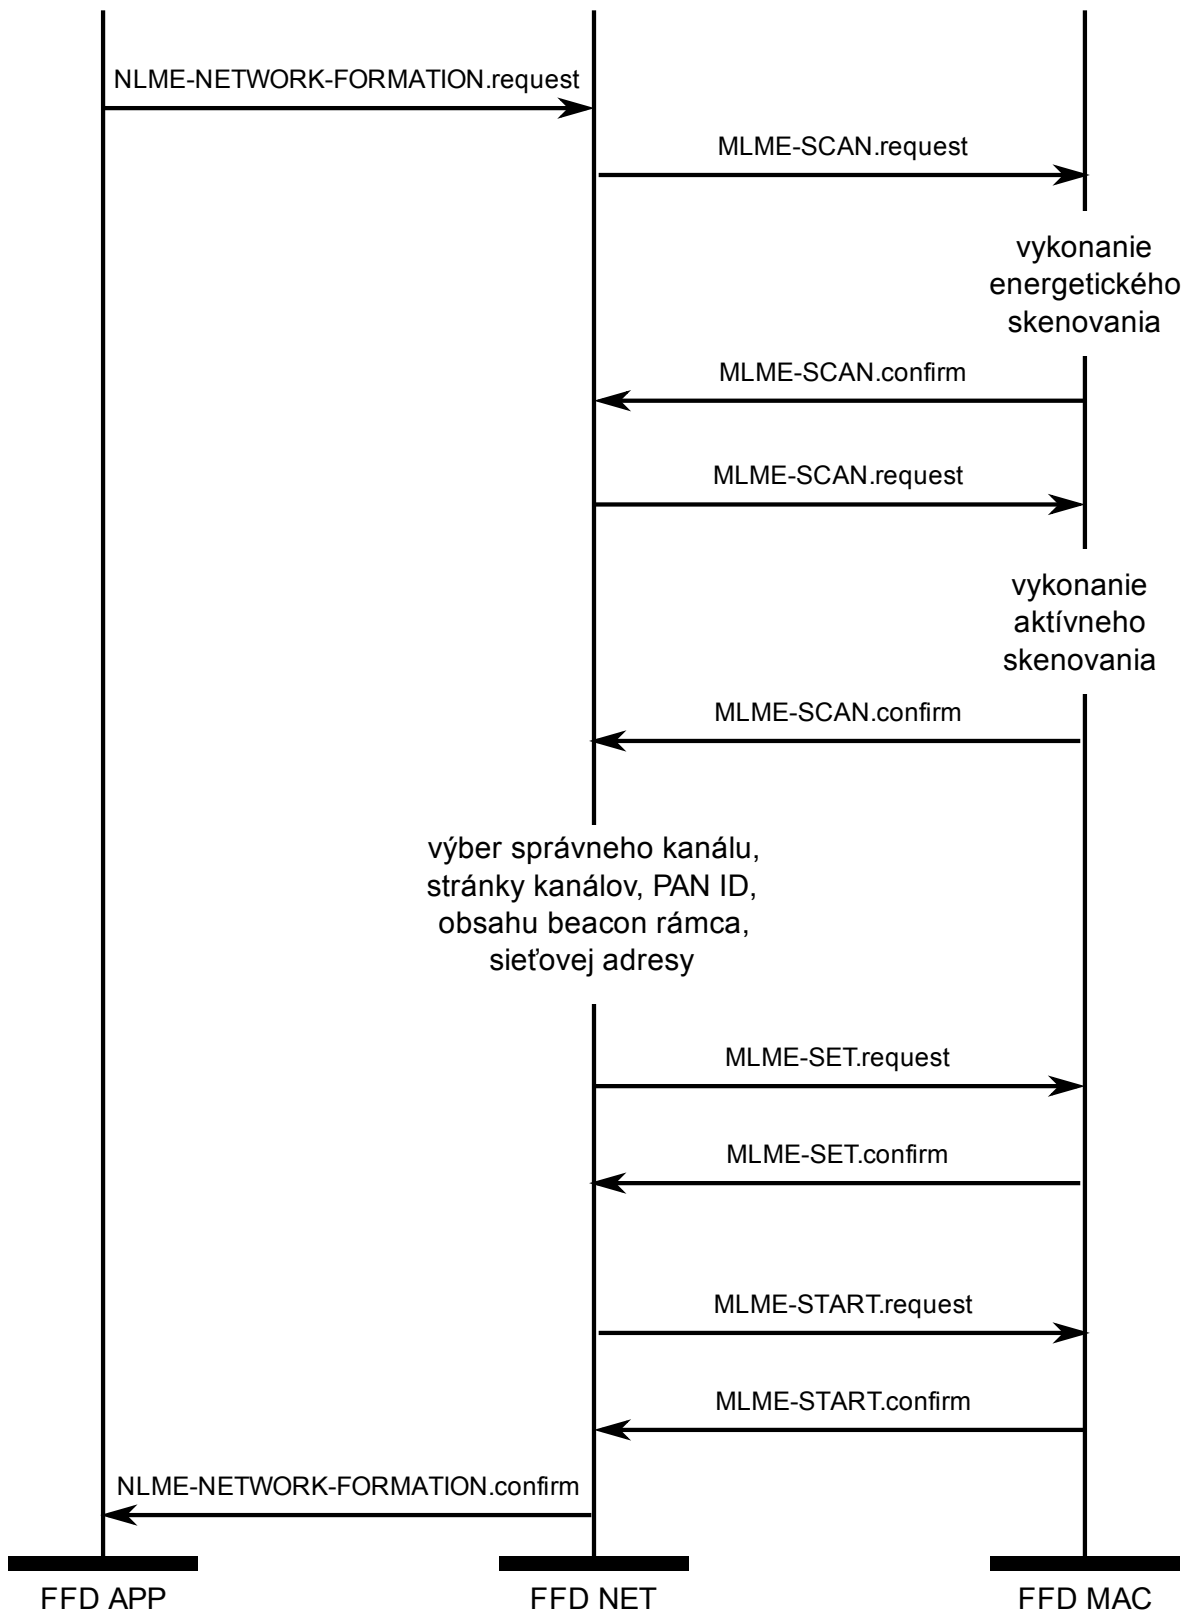 NLME-NETWORK-FORMATION.request
MLME-SCAN.request
vykonanie
energetického
skenovania
MLME-SCAN.confirm
MLME-SCAN.request
vykonanie
aktívneho
skenovania
MLME-SCAN.confirm
výber správneho kanálu,
stránky kanálov, PAN ID,
obsahu beacon rámca,
sieťovej adresy
MLME-SET.request
MLME-SET.confirm
MLME-START.request
MLME-START.confirm
NLME-NETWORK-FORMATION.confirm
FFD APP
FFD NET
FFD MAC